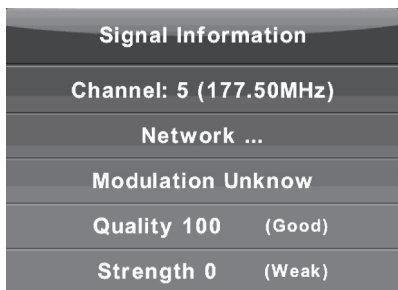 Signal Information
Channel: 5 (177.50MHz)
Network ...
Modulation Unknow
Quality 100 (Good)
Strength 0 (Weak)